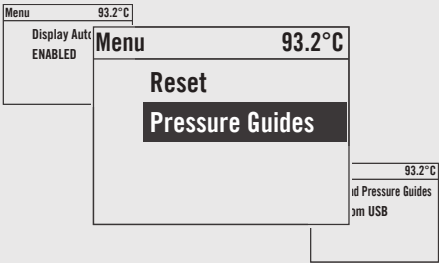 Menu 93.2°C
Display Auto
ENABLED
Menu 93.2°C
Reset
Pressure Guides
93.2°C
Pressure Guides
USB